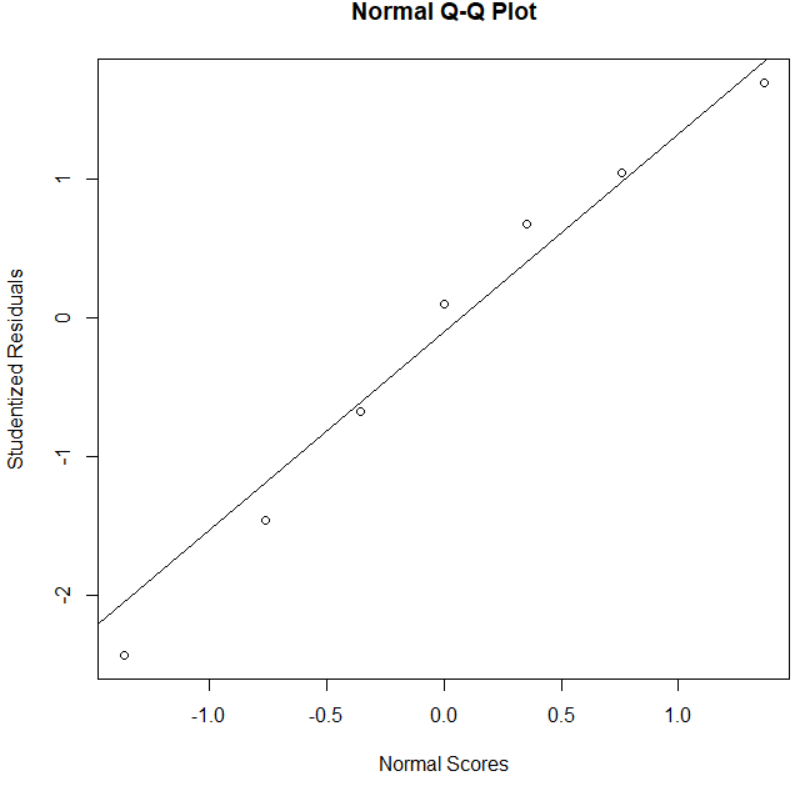 Normal Q-Q Plot
Studentized Residuals
1
0
-1
-2
-1.0 -0.5 0.0 0.5 1.0
Normal Scores